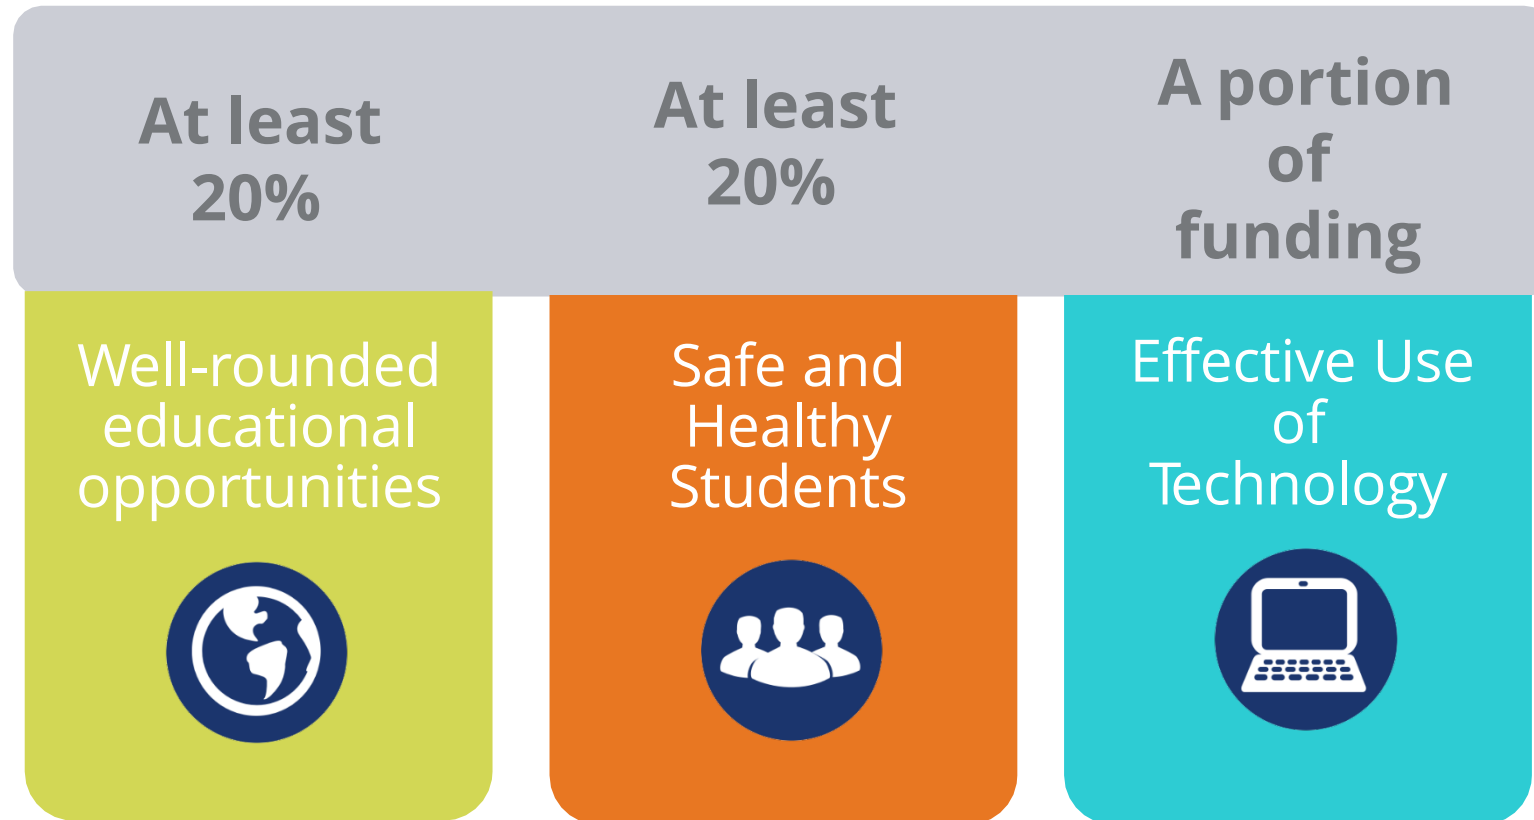 At least
20%
At least
20%
A portion
of
funding
Well-rounded
educational
opportunities
Safe and
Healthy
Students
Effective Use
of
Technology